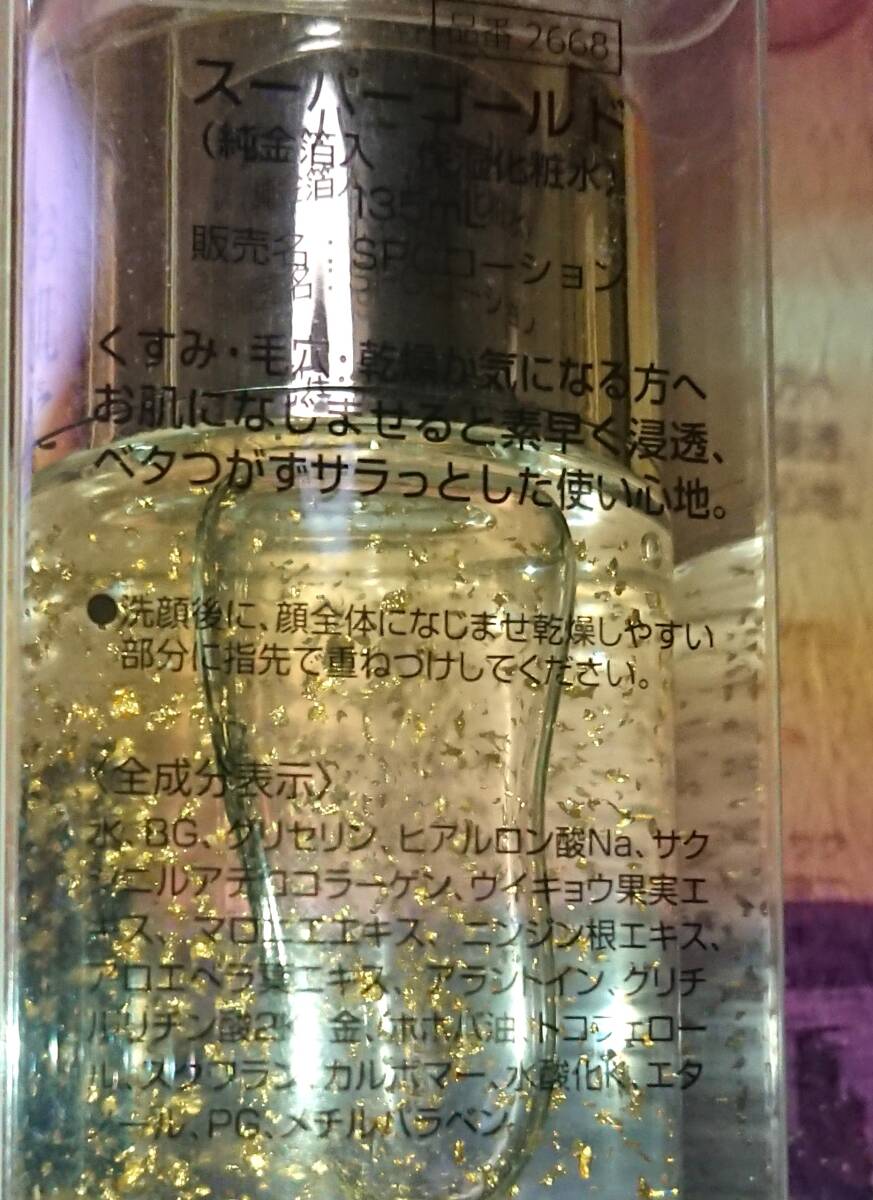 品番 2668
スーパーゴールド
(純金箔入 保湿化粧水)
135mL
販売名:SPCローション
くすみ・毛穴・乾燥が気になる方へ
お肌になじませると素早く浸透、
ベタつかずサラっとした使い心地。
●洗顔後に、顔全体になじませ乾燥しやすい
部分に指先で重ねづけしてください。
〈全成分表示〉
水、BG、グリセリン、ヒアルロン酸Na、サク
シニルアテロコラーゲン、ウイキョウ果実エ
キス、マロニエエキス、ニンジン根エキス、
アロエベラ葉エキス、アラントイン、グリチ
ルリチン酸2K、金、ホホバ油、トコフェロー
ル、スクワラン、カルボマー、水酸化K、エタ
ノール、PG、メチルパラベン